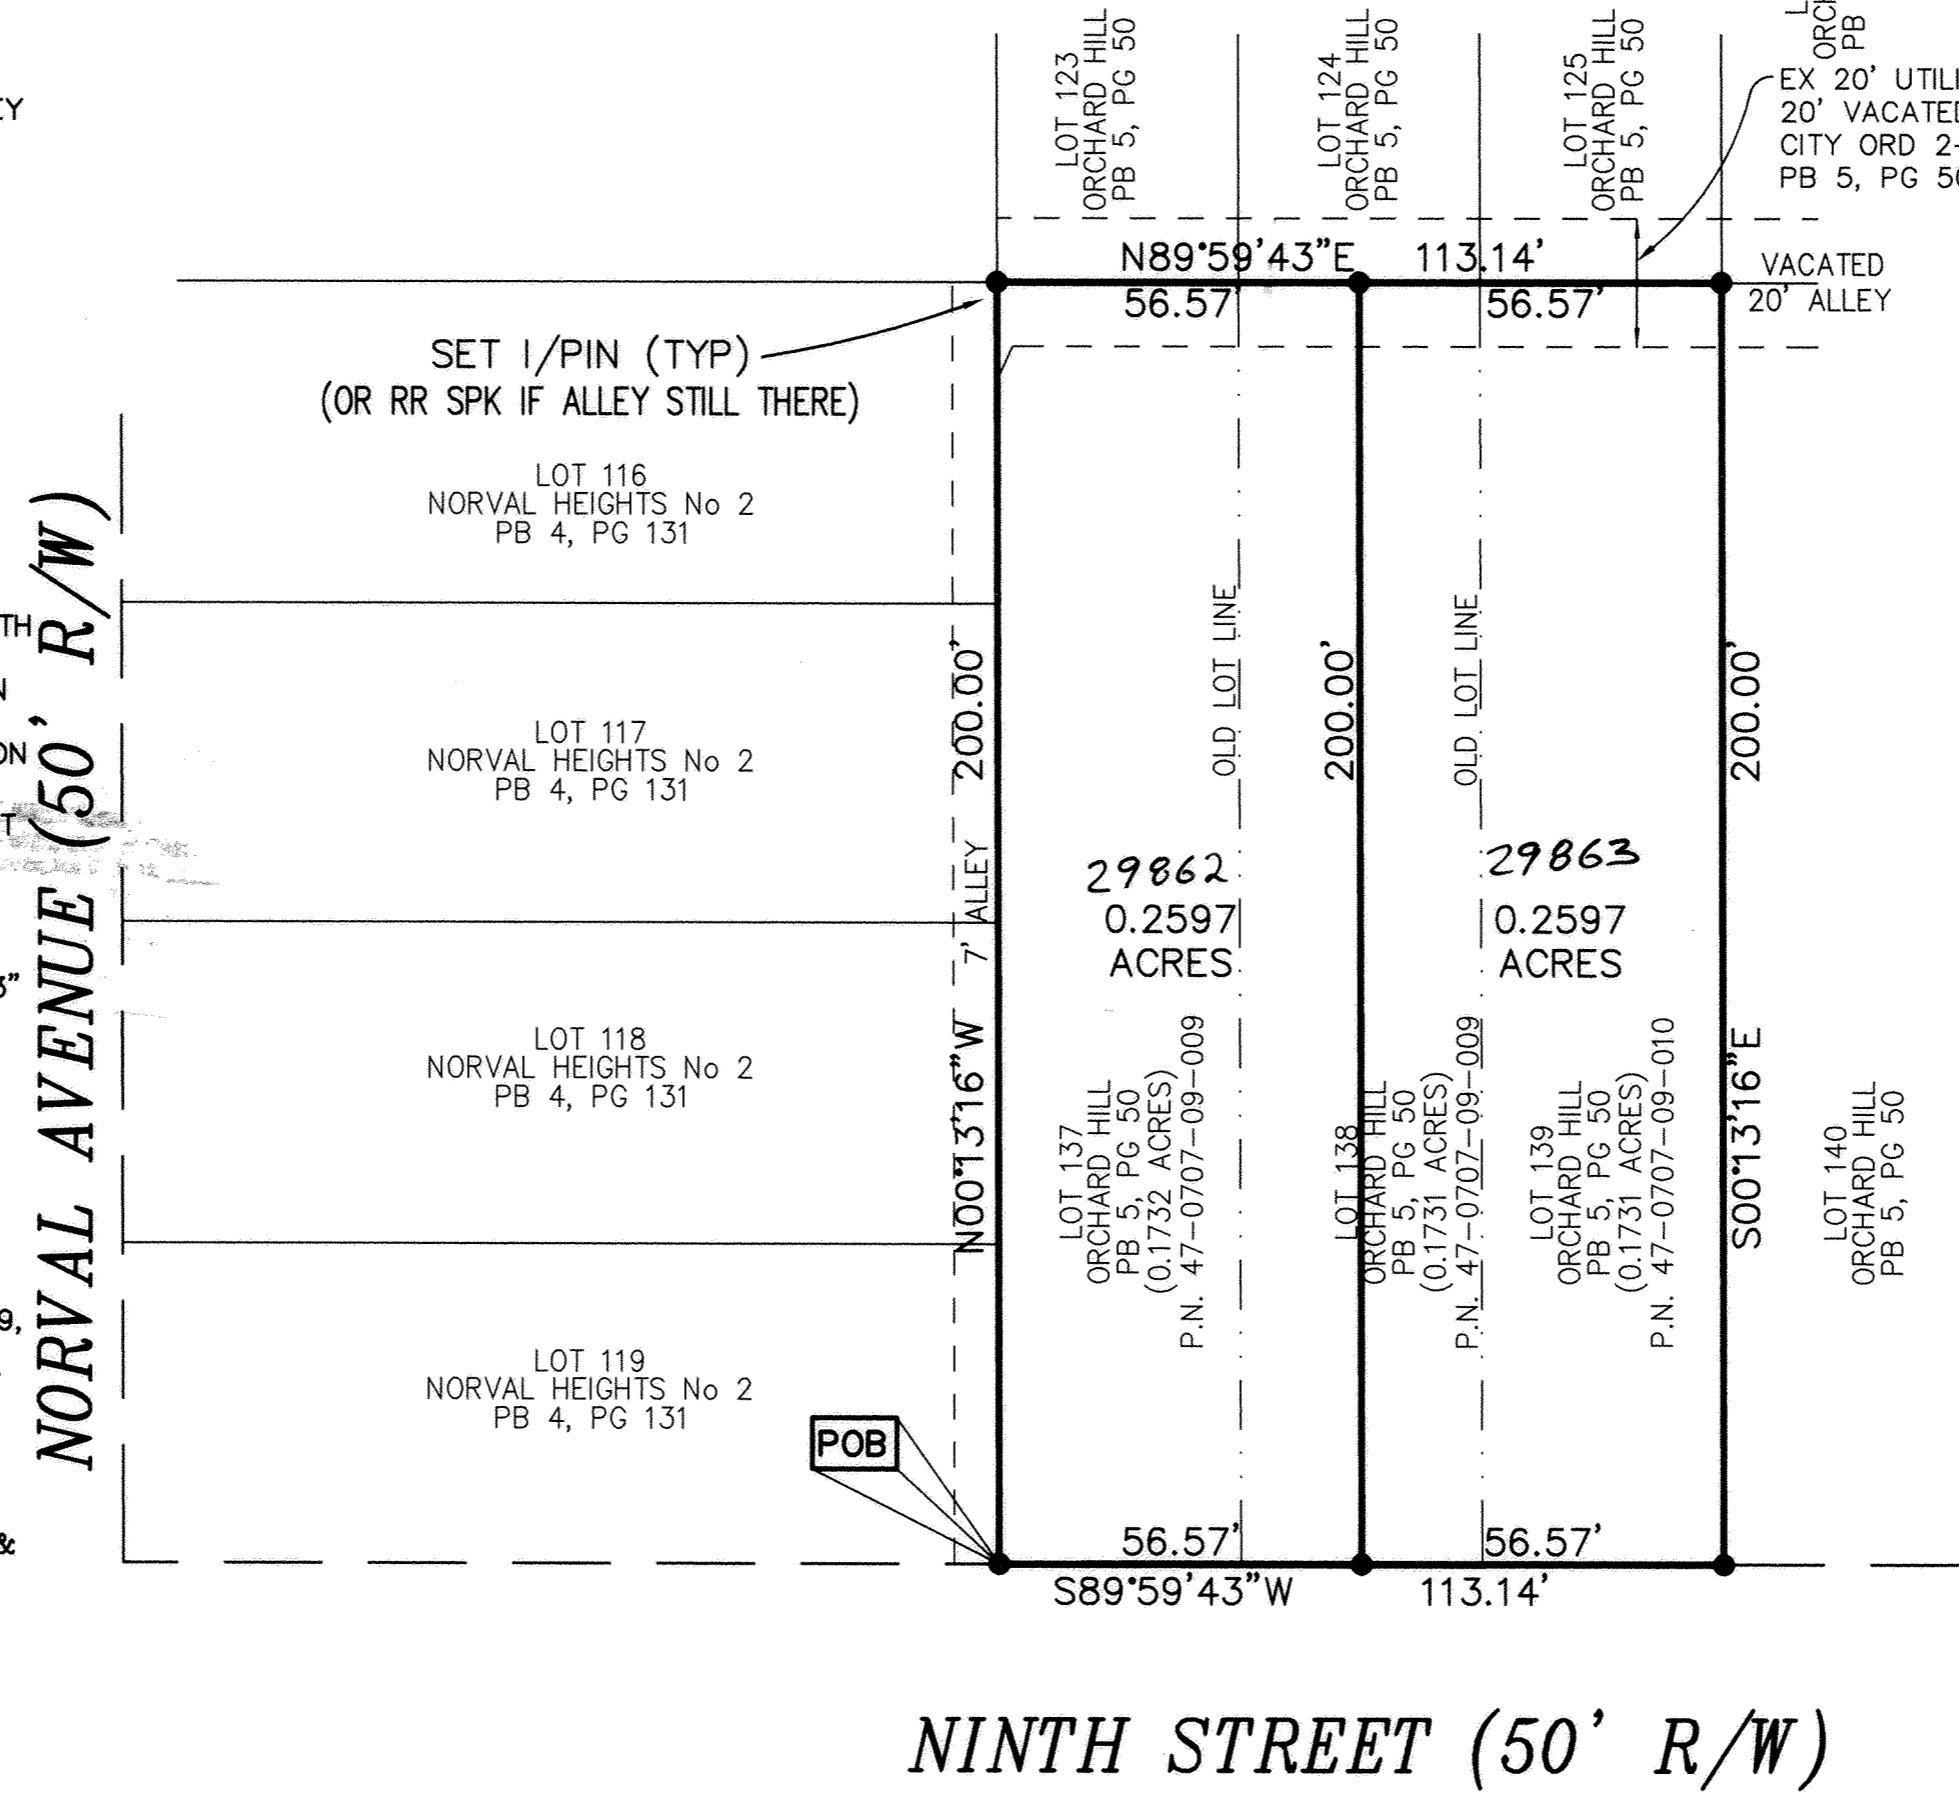 LOT 123
ORCHARD HILL
PB 5, PG 50
LOT 124
ORCHARD HILL
PB 5, PG 50
LOT 125
ORCHARD HILL
PB 5, PG 50
PB
EX 20'
20'
CITY ORD
PB 5, PG
N89°59'43"E 113.14'
56.57'
56.57'
VACATED
20' ALLEY
SET I/PIN (TYP)
(OR RR SPK IF ALLEY STILL THERE)
LOT 116
NORVAL HEIGHTS No 2
PB 4, PG 131
LOT 117
NORVAL HEIGHTS No 2
PB 4, PG 131
LOT 118
NORVAL HEIGHTS No 2
PB 4, PG 131
LOT 119
NORVAL HEIGHTS No 2
PB 4, PG 131
NORVAL AVENUE (50' R/W)
N00°13'16"W 200.00'
7' ALLEY
OLD LOT LINE
200.00'
OLD LOT LINE
S00°13'16"E 200.00'
29862
0.2597
ACRES
29863
0.2597
ACRES
LOT 137
ORCHARD HILL
PB 5, PG 50
(0.1732 ACRES)
P.N. 47-0707-09-009
LOT 138
ORCHARD HILL
PB 5, PG 50
(0.1731 ACRES)
P.N. 47-0707-09-009
LOT 139
ORCHARD HILL
PB 5, PG 50
(0.1731 ACRES)
P.N. 47-0707-09-010
LOT 140
ORCHARD HILL
PB 5, PG 50
POB
56.57'
56.57'
S89°59'43"W 113.14'
NINTH STREET (50' R/W)
&